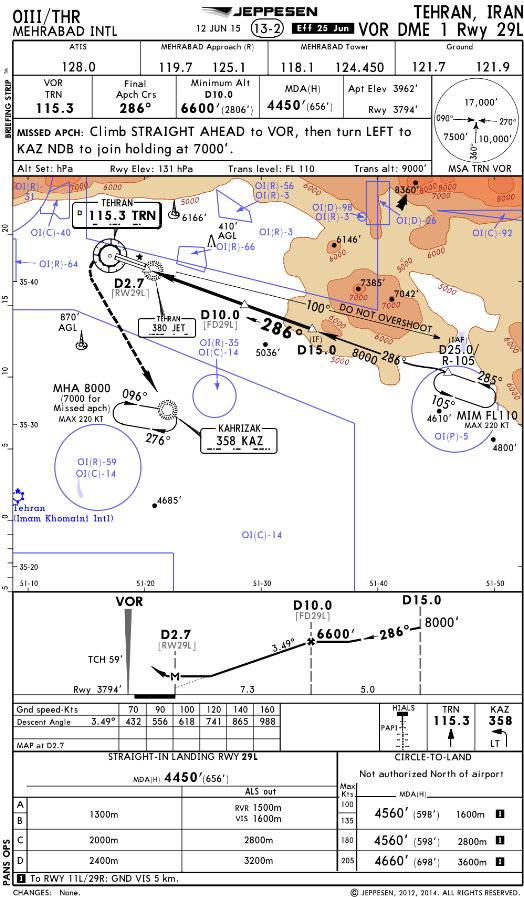 OIII/THR
MEHRABAD INTL
JEPPESEN
12 JUN 15
13-2
Eff 25 Jun
TEHRAN, IRAN
VOR DME 1 Rwy 29L
BRIEFING STRIP TM
ATIS
128.0
MEHRABAD Approach (R)
119.7 125.1
MEHRABAD Tower
118.1 124.450
Ground
121.7 121.9
VOR
TRN
115.3
Final
Apch Crs
286°
Minimum Alt
D10.0
6600'(2806')
MDA(H)
4450'(656')
Apt Elev 3962'
Rwy 3794'
MISSED APCH: Climb STRAIGHT AHEAD to VOR, then turn LEFT to
KAZ NDB to join holding at 7000'.
Alt Set: hPa Rwy Elev: 131 hPa Trans level: FL 110 Trans alt: 9000'
17,000'
090° 270°
7500' 10,000'
360°
MSA TRN VOR
OI(R)-
31
OI(C)-40
OI(R)-64
TEHRAN
D 115.3 TRN
5000
6166'
OI(R)-56
OI(R)-3
410'
AGL
OI(R)-66
OI(R)-3
OI(D)-98
OI(R)-3
8360'
OI(D)-26
OI(C)-92
6146'
7385'
7000
7042'
6000
35-40
D2.7
[RW29L]
TEHRAN
380 JET
D10.0
[FD29L]
286°
100° DO NOT OVERSHOOT
(IF)
D15.0
8000
286°
(IAF)
D25.0/
R-105
285°
105°
MIM FL110
MAX 220 KT
4610'
4800'
OI(P)-5
870'
AGL
OI(R)-35
OI(C)-14
5036'
MHA 8000
(7000 for
Missed apch)
MAX 220 KT
096°
276°
KAHRIZAK
358 KAZ
35-30
OI(R)-59
OI(C)-14
4685'
Tehran
(Imam Khomaini Intl)
OI(C)-14
35-20
20
15
10
5
0
5
51-10 51-20 51-30 51-40 51-50
VOR
D2.7
[RW29L]
D10.0
[FD29L]
D15.0
8000'
286°
6600'
3.49°
TCH 59'
M
Rwy 3794'
7.3
5.0
Gnd speed-Kts 70 90 100 120 140 160
Descent Angle 3.49° 432 556 618 741 865 988
MAP at D2.7
HIALS
PAPI
TRN
115.3
KAZ
358
LT
PANS OPS
STRAIGHT-IN LANDING RWY 29L
MDA(H) 4450'(656')
ALS out
A
B
1300m
RVR 1500m
VIS 1600m
C 2000m 2800m
D 2400m 3200m
CIRCLE-TO-LAND
Not authorized North of airport
Max
Kts
MDA(H)
100
135
4560'(598') 1600m 1
180 4560'(598') 2800m 1
205 4660'(698') 3600m 1
1 To RWY 11L/29R: GND VIS 5 km.
CHANGES: None.
© JEPPESEN, 2012, 2014. ALL RIGHTS RESERVED.